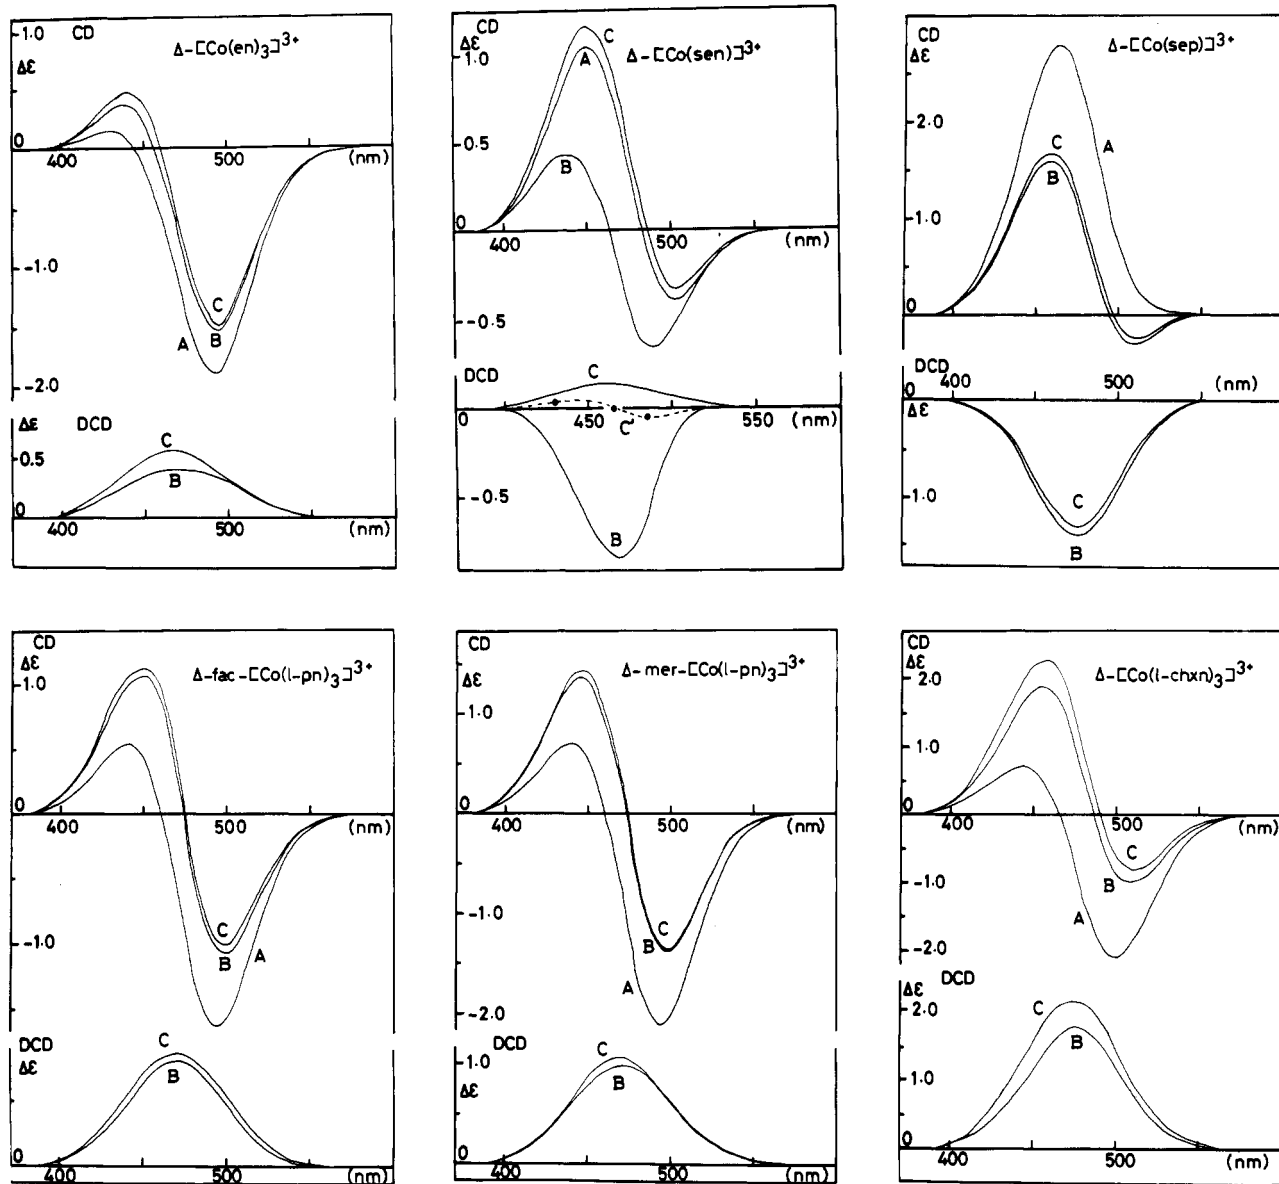 CD
Δε
1.0
Δ-[Co(en)3]3+
0
400
500
(nm)
-1.0
C
B
A
-2.0
Δε
DCD
C
0.5
B
0
400
500
(nm)
CD
Δε
1.0
C
A
Δ-[Co(sen)]3+
0.5
B
0
400
500
(nm)
-0.5
DCD
C
0
450
C'
550
(nm)
-0.5
B
CD
Δε
Δ-[Co(sep)]3+
2.0
A
C
B
1.0
0
DCD
0
400
500
(nm)
Δε
1.0
C
B
CD
Δε
1.0
Δ-fac-[Co(l-pn)3]3+
0
400
500
(nm)
-1.0
C
B
A
DCD
Δε
C
B
0
400
500
(nm)
CD
Δε
Δ-mer-[Co(l-pn)3]3+
1.0
0
400
500
(nm)
-1.0
B
C
A
-2.0
DCD
1.0
Δε
C
B
0
400
500
(nm)
CD
Δε
2.0
Δ-[Co(l-chxn)3]3+
1.0
0
400
500
(nm)
C
-1.0
B
A
-2.0
Δε
DCD
2.0
C
B
1.0
0
400
500
(nm)